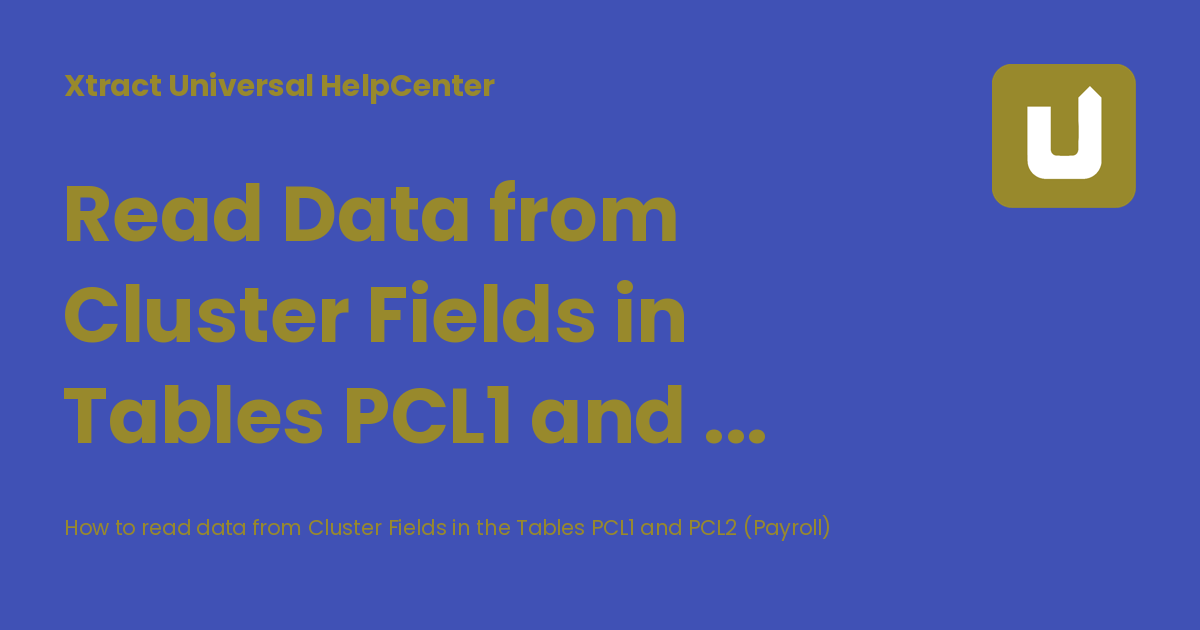 Xtract Universal HelpCenter
Read Data from
Cluster Fields in
Tables PCL1 and ...
How to read data from Cluster Fields in the Tables PCL1 and PCL2 (Payroll)